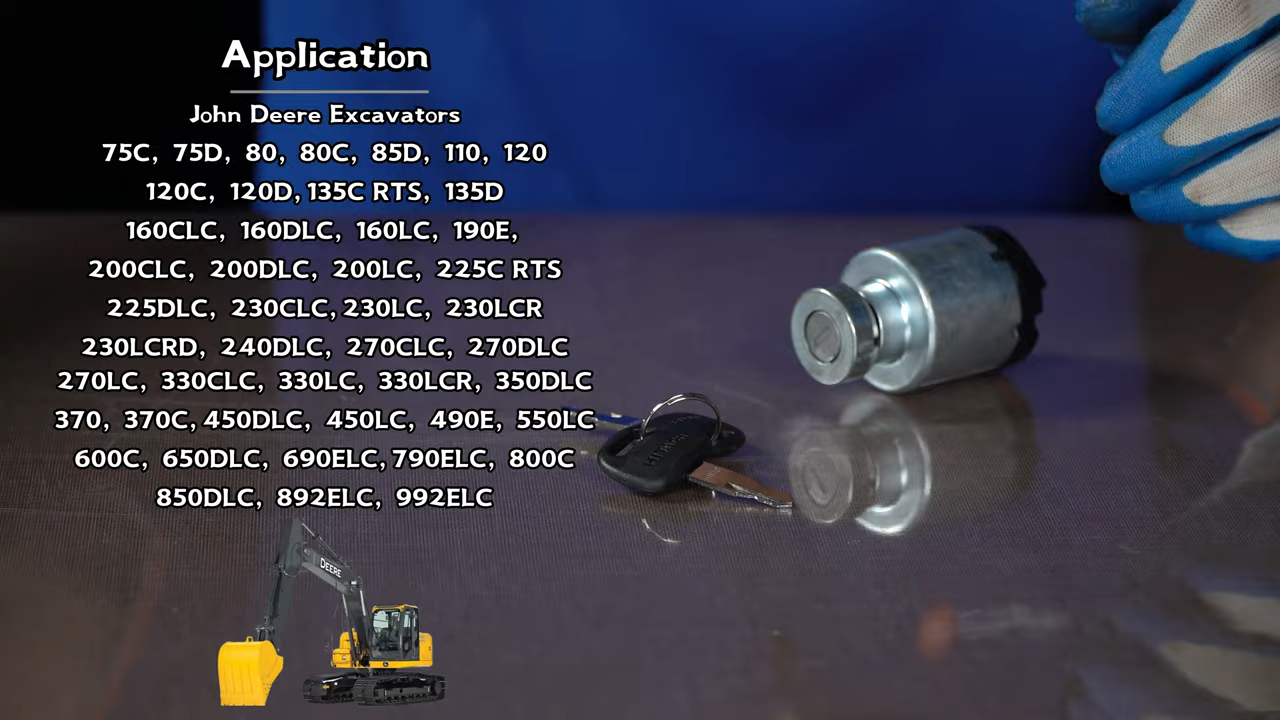 Application
John Deere Excavators
75C, 75D, 80, 80C, 85D, 110, 120
120C, 120D, 135C RTS, 135D
160CLC, 160DLC, 160LC, 190E,
200CLC, 200DLC, 200LC, 225C RTS
225DLC, 230CLC, 230LC, 230LCR
230LCRD, 240DLC, 270CLC, 270DLC
270LC, 330CLC, 330LC, 330LCR, 350DLC
370, 370C, 450DLC, 450LC, 490E, 550LC
600C, 650DLC, 690ELC, 790ELC, 800C
850DLC, 892ELC, 992ELC
DEERE